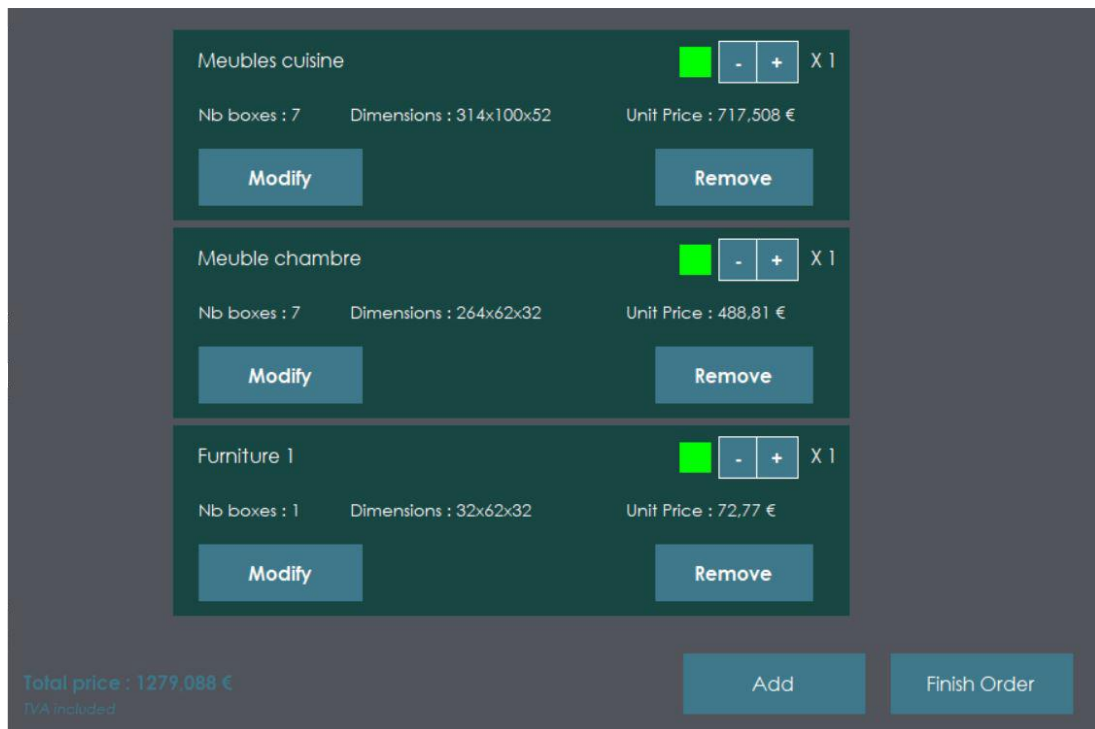 Meubles cuisine - + X 1
Nb boxes : 7 Dimensions : 314x100x52 Unit Price : 717,508 €
Modify Remove
Meuble chambre - + X 1
Nb boxes : 7 Dimensions : 264x62x32 Unit Price : 488,81 €
Modify Remove
Furniture 1 - + X 1
Nb boxes : 1 Dimensions : 32x62x32 Unit Price : 72,77 €
Modify Remove
Total price : 1279,088 € Add Finish Order
TVA included